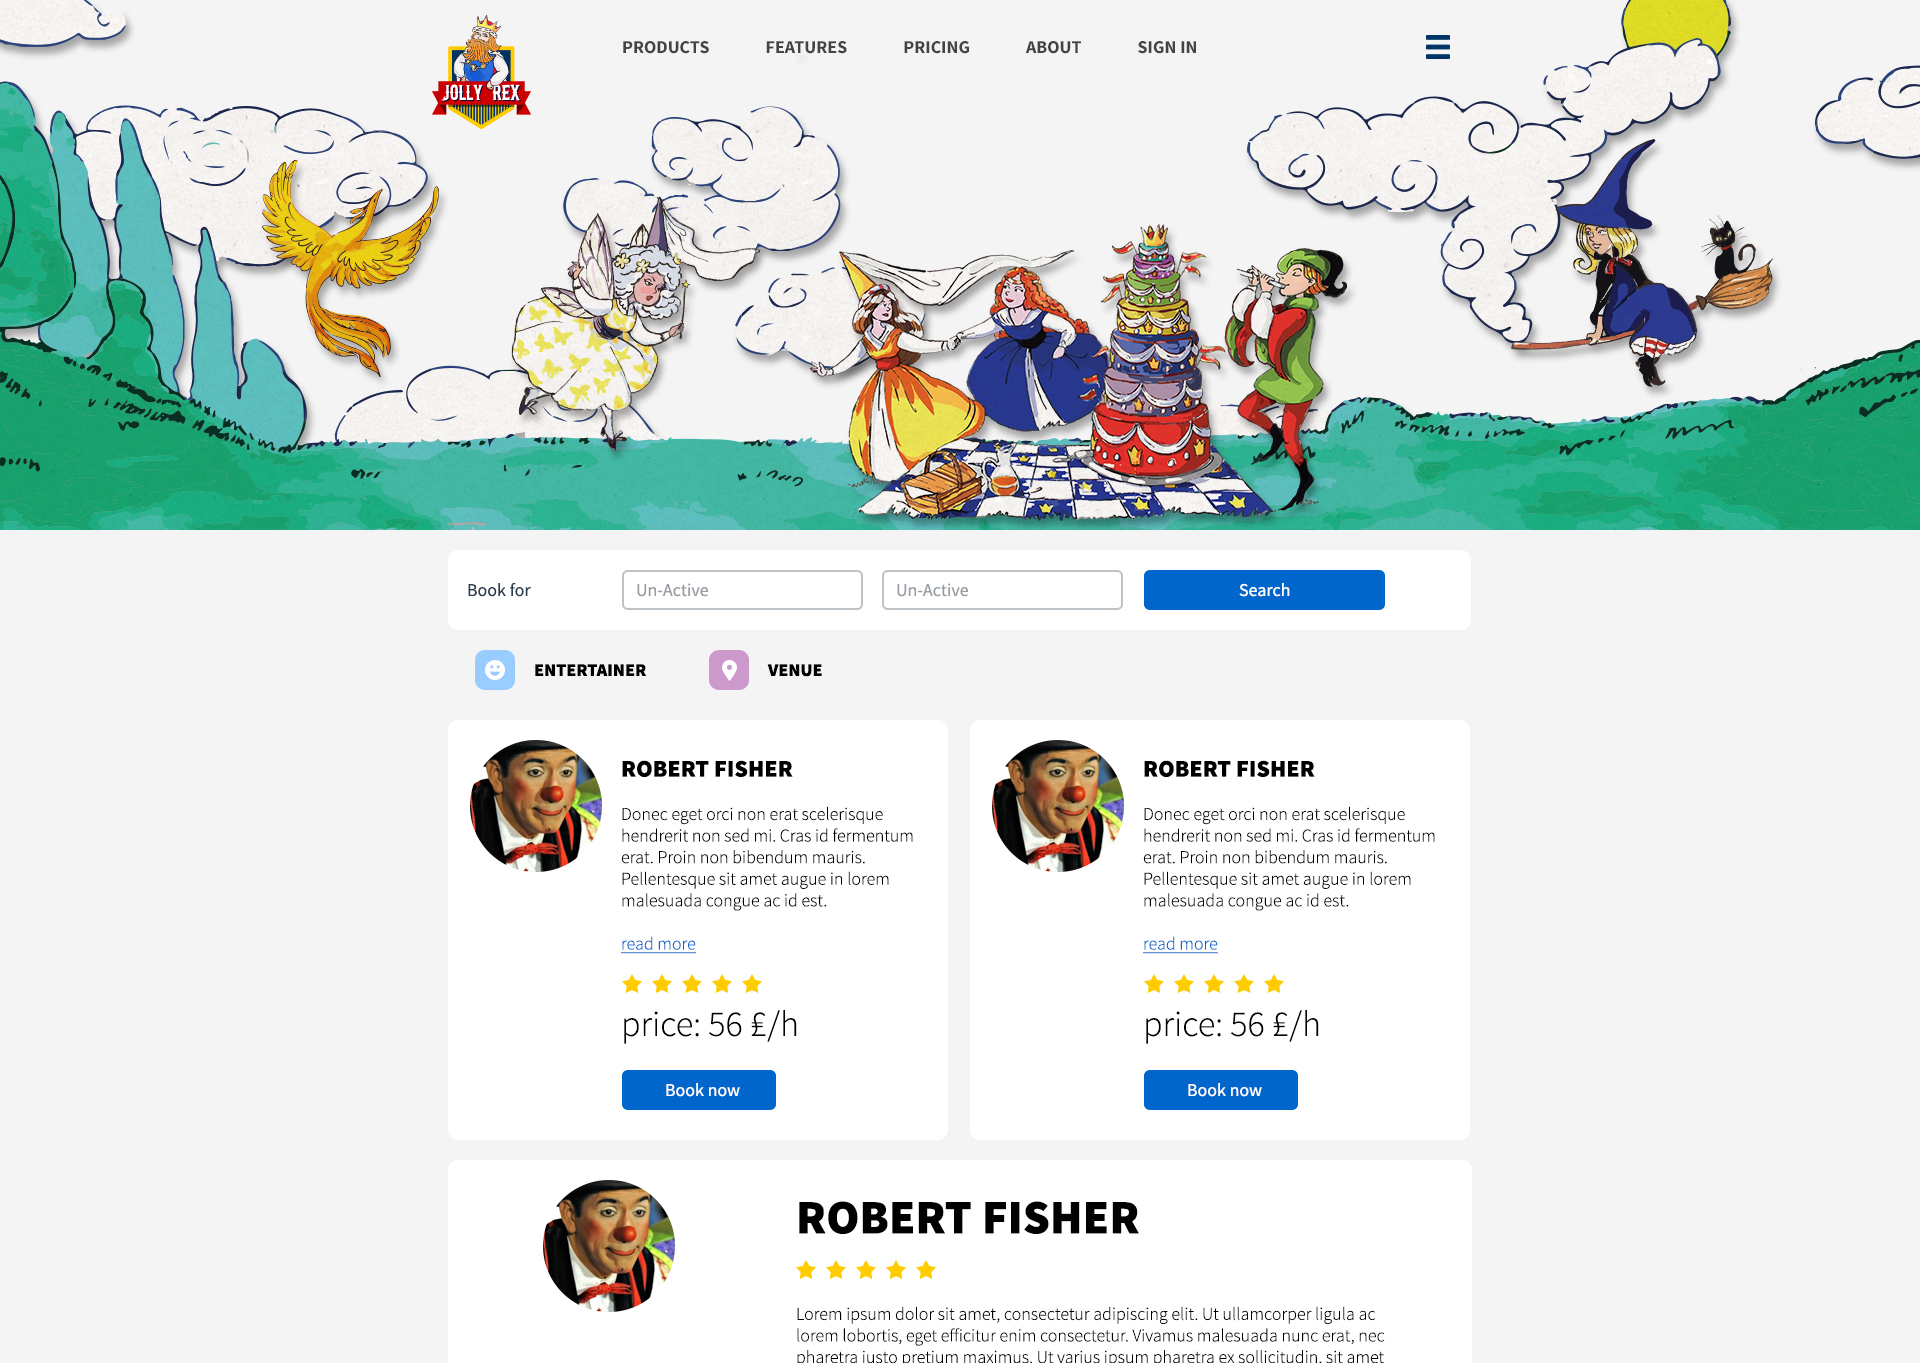 JOLLY REX
PRODUCTS
FEATURES
PRICING
ABOUT
SIGN IN
Book for
Un-Active
Un-Active
Search
ENTERTAINER
VENUE
ROBERT FISHER
Donec eget orci non erat scelerisque
hendrerit non sed mi. Cras id fermentum
erat. Proin non bibendum mauris.
Pellentesque sit amet augue in lorem
malesuada congue ac id est.
read more
price: 56 £/h
Book now
ROBERT FISHER
Donec eget orci non erat scelerisque
hendrerit non sed mi. Cras id fermentum
erat. Proin non bibendum mauris.
Pellentesque sit amet augue in lorem
malesuada congue ac id est.
read more
price: 56 £/h
Book now
ROBERT FISHER
Lorem ipsum dolor sit amet, consectetur adipiscing elit. Ut ullamcorper ligula ac
lorem lobortis, eget efficitur enim consectetur. Vivamus malesuada nunc erat, nec
pharetra justo pretium maximus. Ut varius ipsum pharetra ex sollicitudin, sit amet